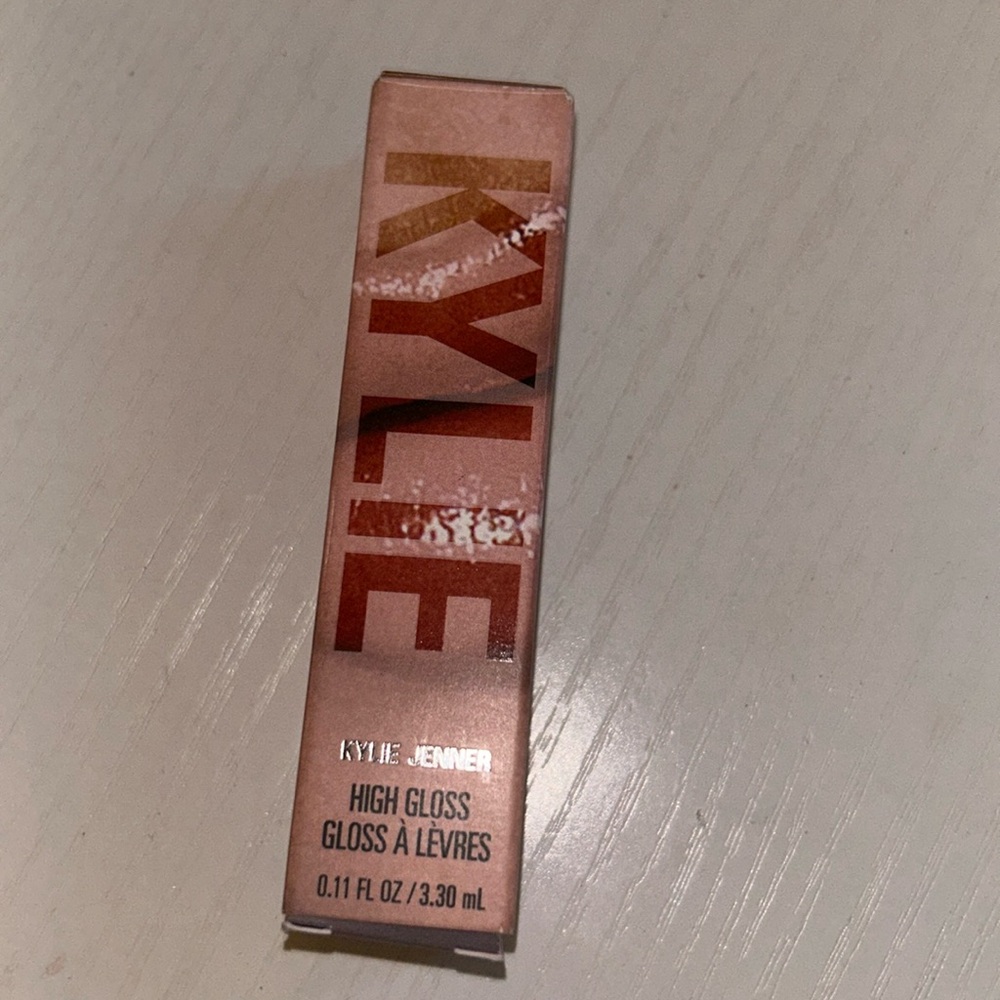 KYLIE
KYLIE JENNER
HIGH GLOSS
GLOSS À LÈVRES
0.11 FL OZ / 3.30 mL